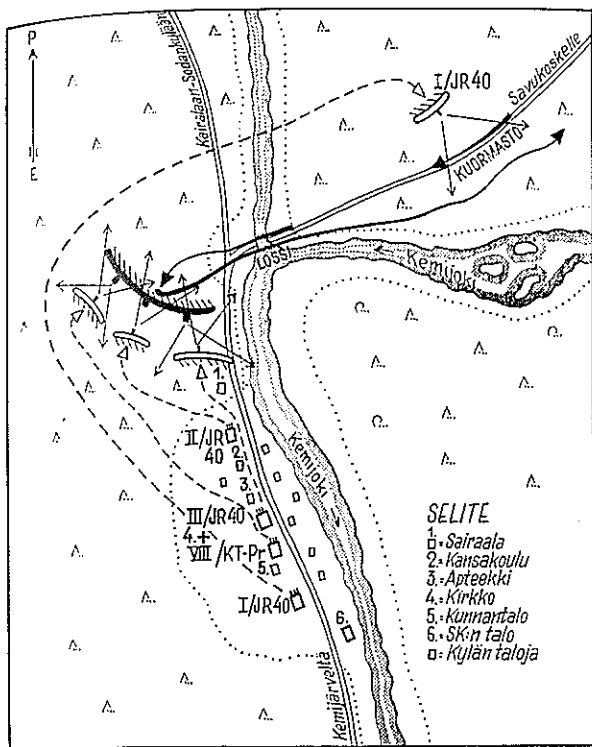 P
E
Kairalaan-Sodankylään
I/JR40
Savukoskelle
KUORMASTO
LOSSI
Kemijoki
1.
II/JR
40
2.
3.
III/JR40
4.+
VIII/KT-Pr
5.
I/JR40
6.
Kemijoki
Kemijärveltä
SELITE
1.
= Sairaala
2.= Kansakoulu
3.= Apteekki
4.= Kirkko
5.= Kunnantalo
6.= SK:n talo
= Kylän taloja